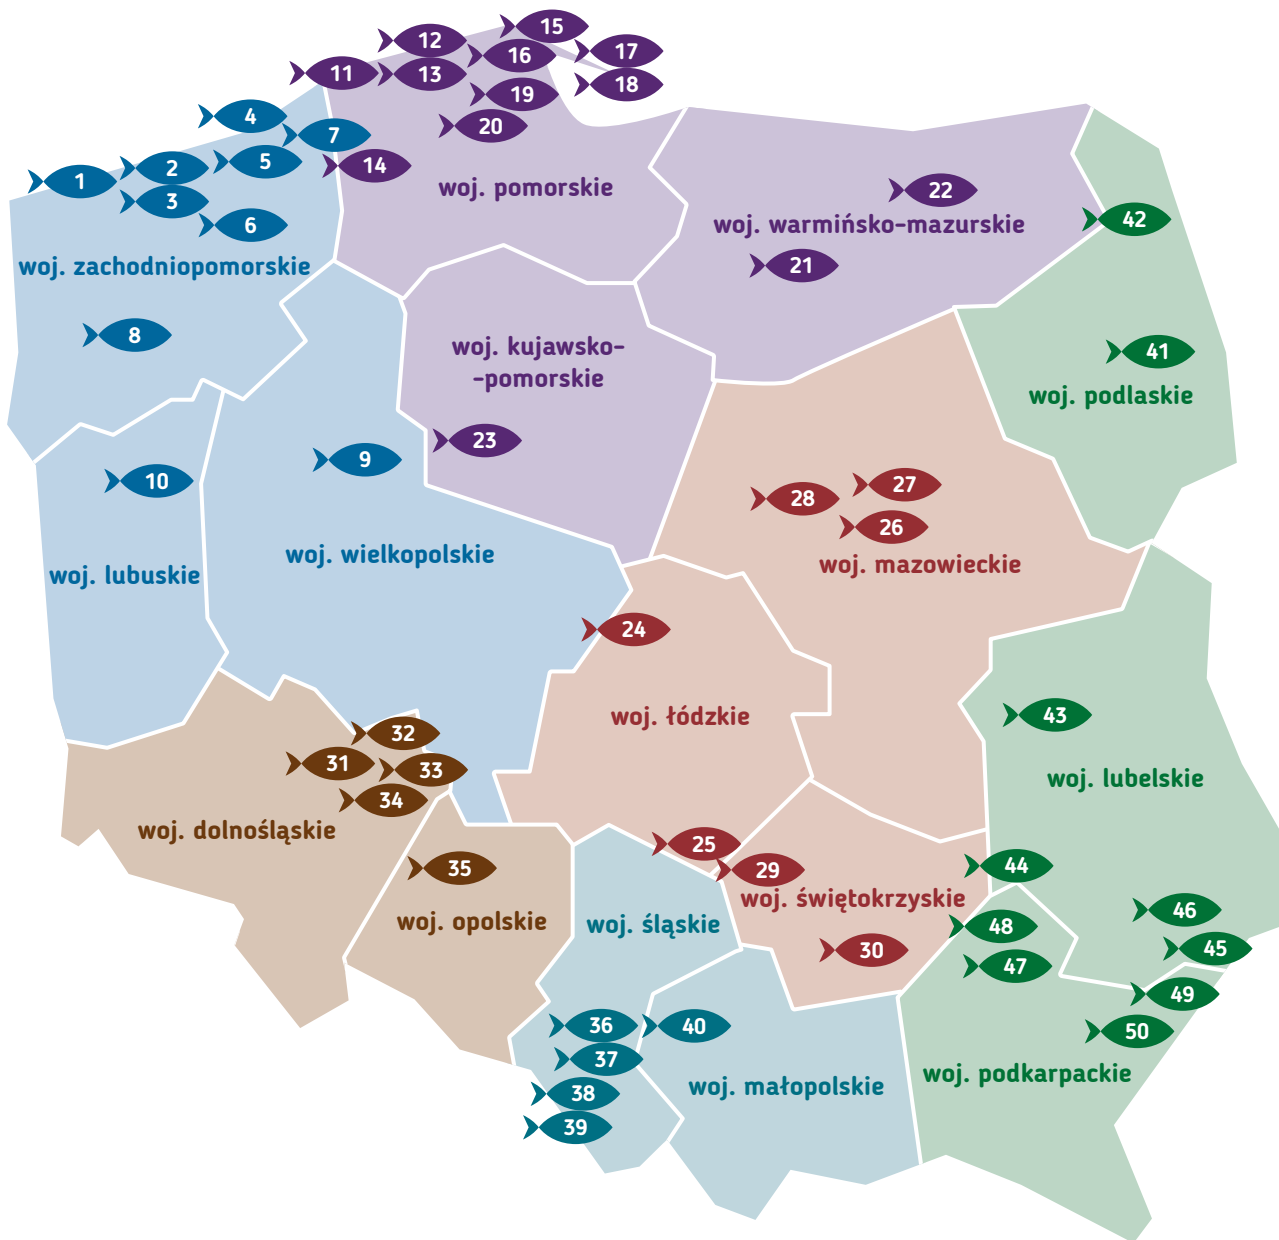 15
12
17
16
11
13
18
19
4
20
7
5
14
2
1
woj. pomorskie
22
3
42
6
woj. warmińsko-mazurskie
woj. zachodniopomorskie
21
8
woj. kujawsko-
-pomorskie
41
woj. podlaskie
23
9
10
27
28
26
woj. wielkopolskie
woj. mazowieckie
woj. lubuskie
24
43
woj. łódzkie
32
31
33
woj. lubelskie
34
woj. dolnośląskie
25
44
35
29
woj. świętokrzyskie
46
woj. opolskie
woj. śląskie
48
45
30
47
49
36
40
50
37
woj. podkarpackie
woj. małopolskie
38
39